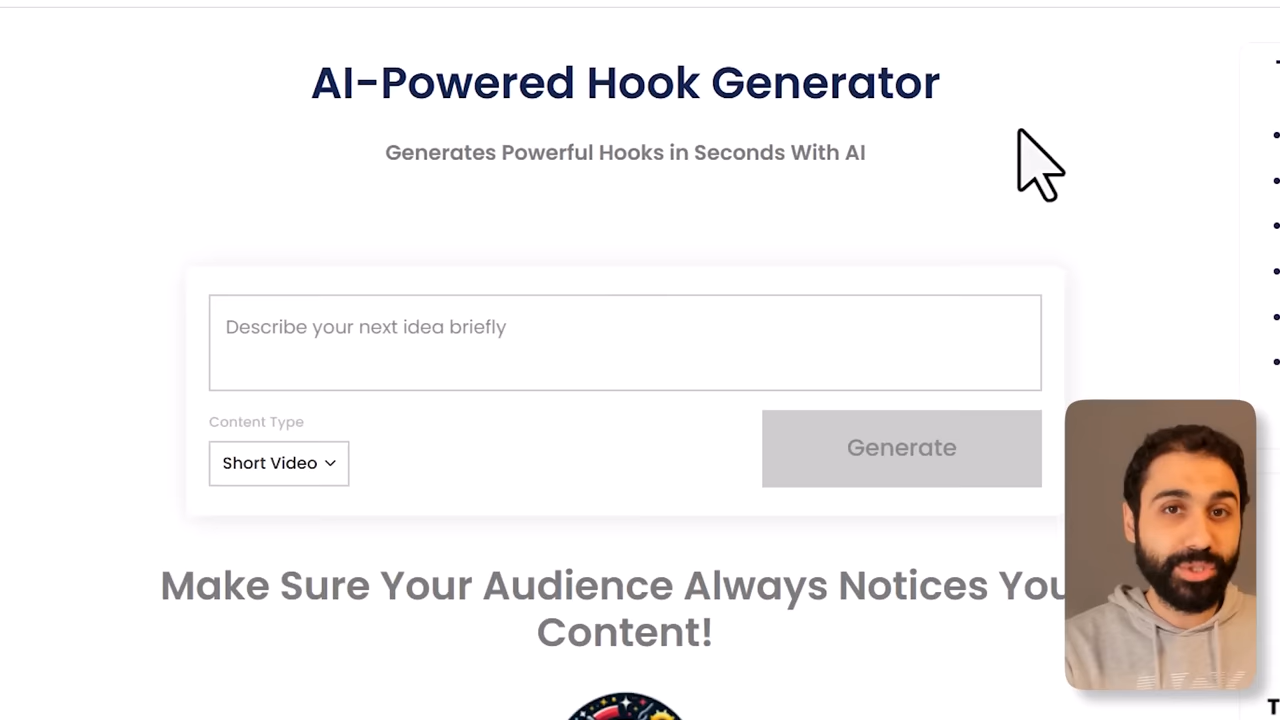 AI-Powered Hook Generator
Generates Powerful Hooks in Seconds With AI
Describe your next idea briefly
Content Type
Short Video
Generate
Make Sure Your Audience Always Notices You
Content!